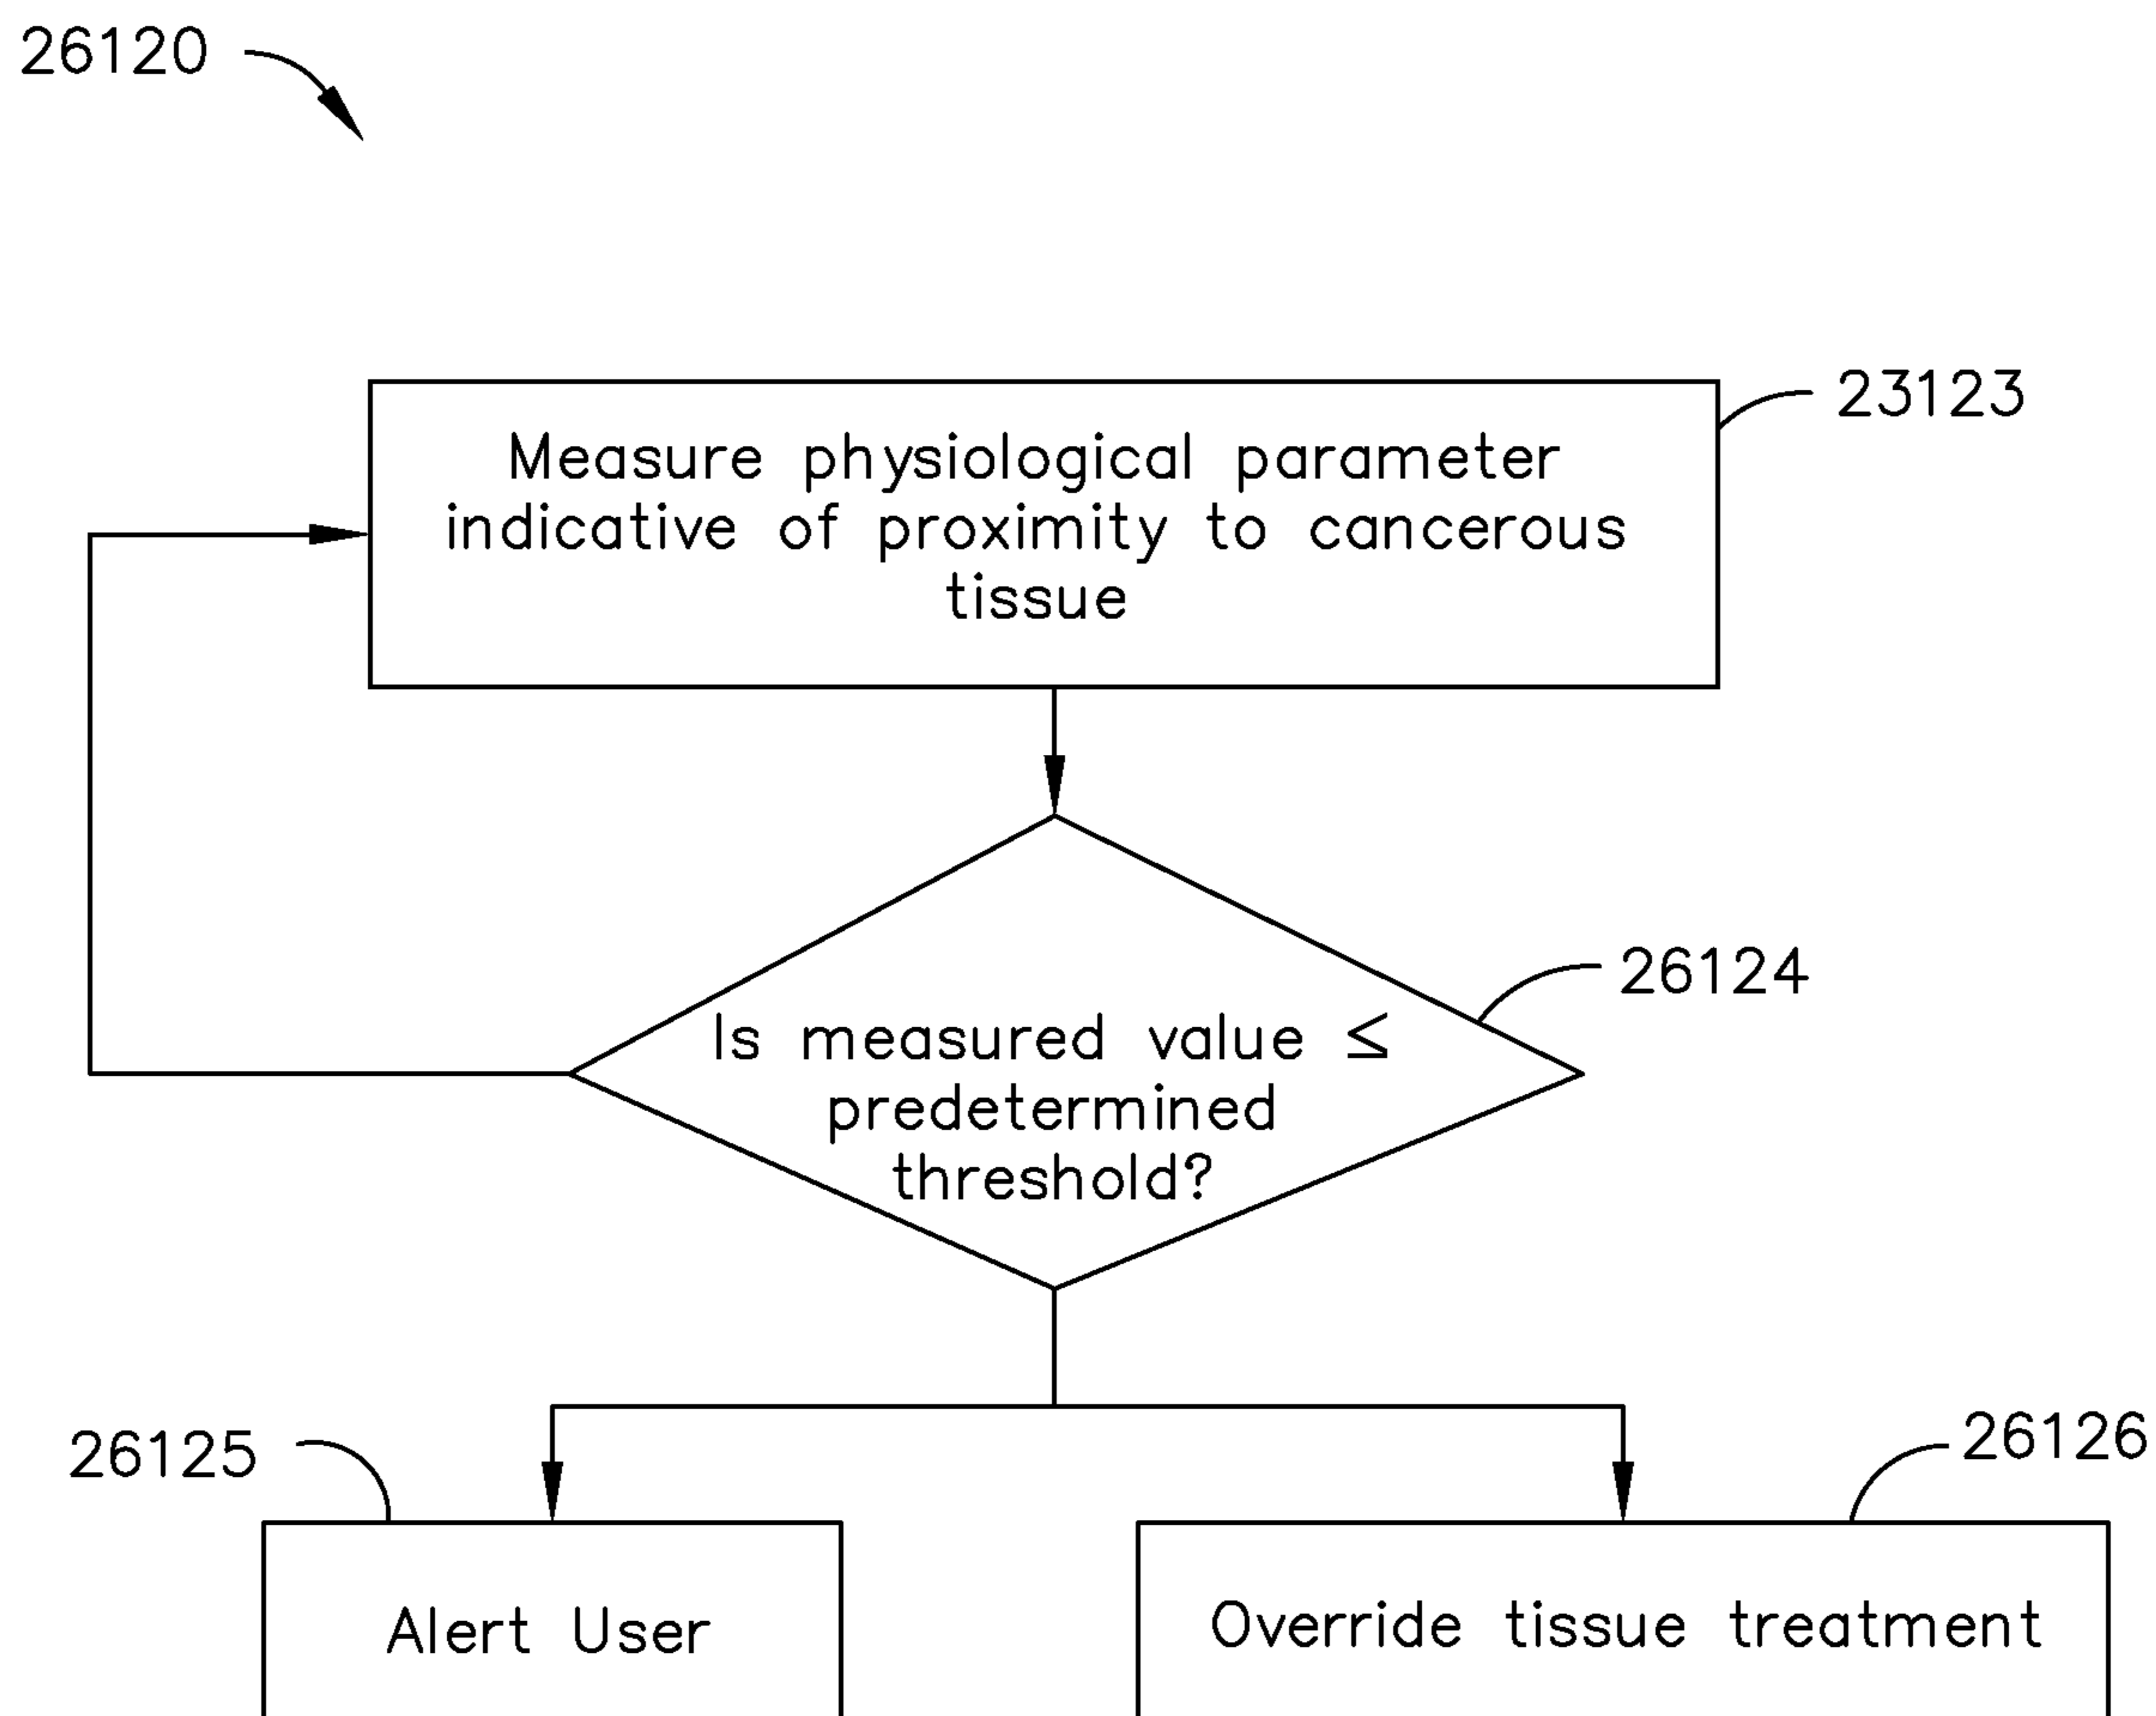 26120
23123
Measure physiological parameter
indicative of proximity to cancerous
tissue
26124
Is measured value ≤
predetermined
threshold?
26125
26126
Alert User
Override tissue treatment